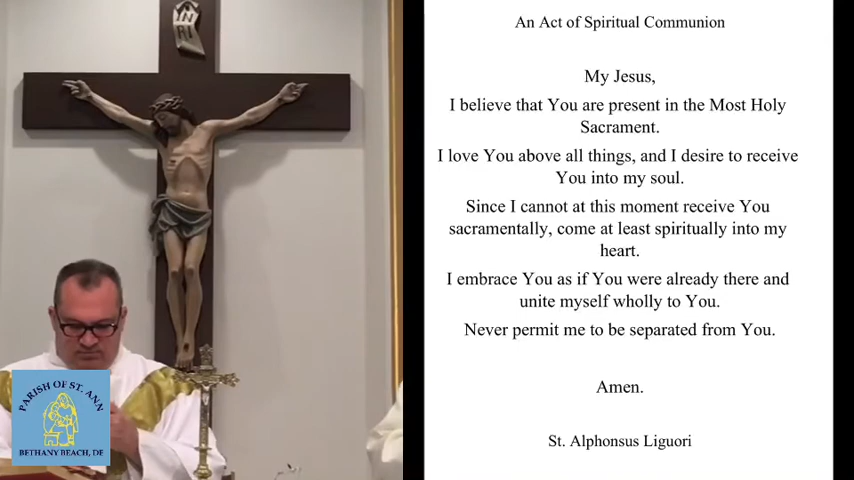 IN
RI
PARISH OF ST. ANN
BETHANY BEACH, DE
An Act of Spiritual Communion
My Jesus,
I believe that You are present in the Most Holy
Sacrament.
I love You above all things, and I desire to receive
You into my soul.
Since I cannot at this moment receive You
sacramentally, come at least spiritually into my
heart.
I embrace You as if You were already there and
unite myself wholly to You.
Never permit me to be separated from You.
Amen.
St. Alphonsus Liguori